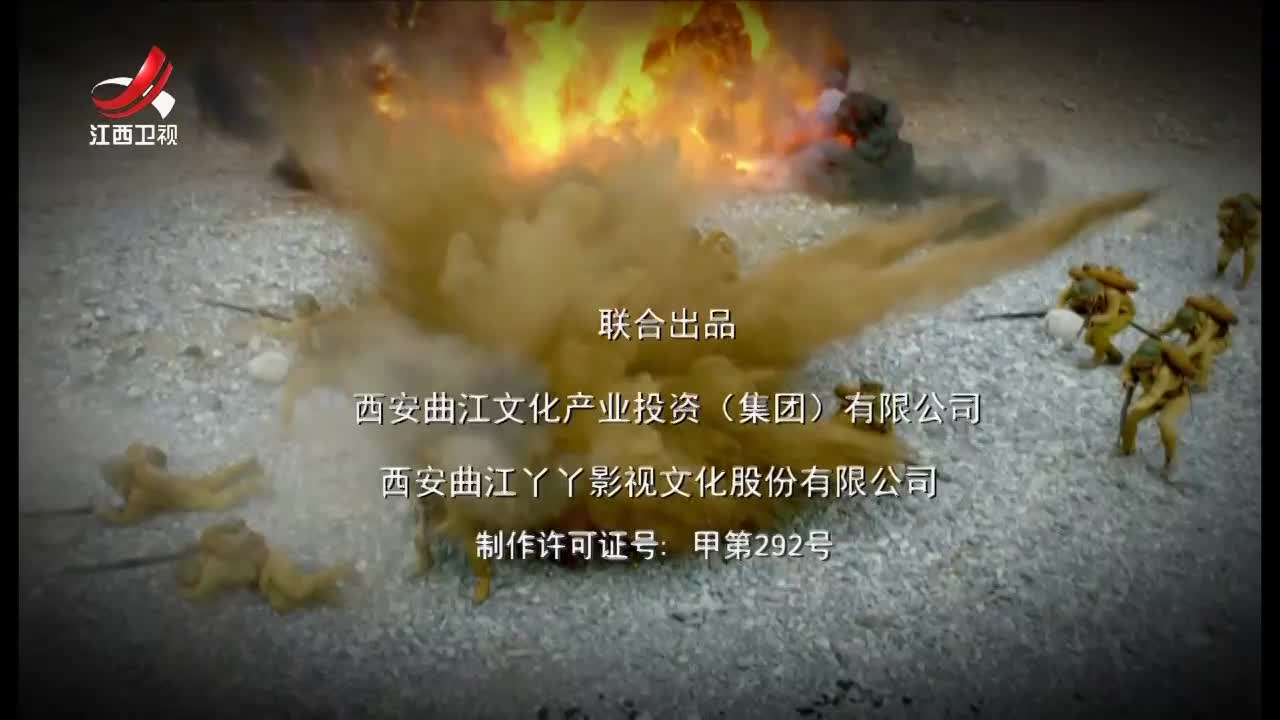 江西卫视
联合出品
西安曲江文化产业投资（集团）有限公司
西安曲江丫丫影视文化股份有限公司
制作许可证号: 甲第292号